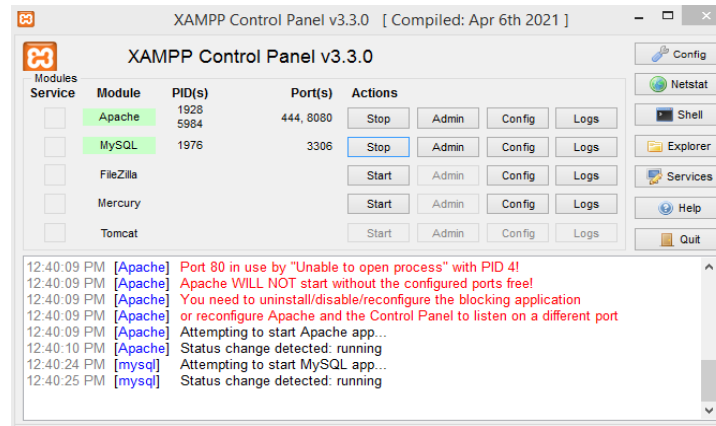 XAMPP Control Panel v3.3.0 [ Compiled: Apr 6th 2021 ]
XAMPP Control Panel v3.3.0
Config
Modules
Service Module PID(s) Port(s) Actions
Netstat
Apache 1928 5984 444, 8080 Stop Admin Config Logs
Shell
MySQL 1976 3306 Stop Admin Config Logs
Explorer
FileZilla Start Admin Config Logs
Services
Mercury Start Admin Config Logs
Help
Tomcat Start Admin Config Logs
Quit
12:40:09 PM [Apache] Port 80 in use by "Unable to open process" with PID 4!
12:40:09 PM [Apache] Apache WILL NOT start without the configured ports free!
12:40:09 PM [Apache] You need to uninstall/disable/reconfigure the blocking application
12:40:09 PM [Apache] or reconfigure Apache and the Control Panel to listen on a different port
12:40:09 PM [Apache] Attempting to start Apache app...
12:40:10 PM [Apache] Status change detected: running
12:40:24 PM [mysql] Attempting to start MySQL app...
12:40:25 PM [mysql] Status change detected: running